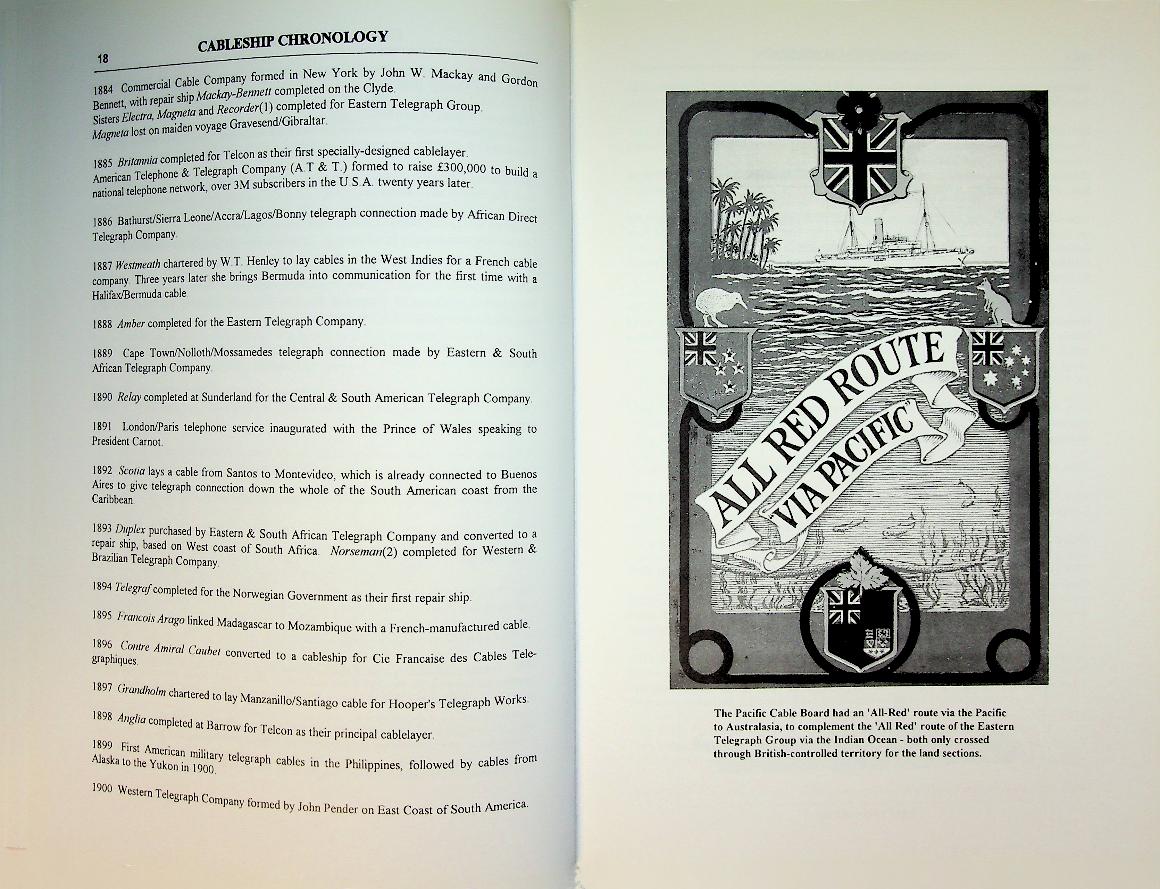 18
CABLESHIP CHRONOLOGY
1884 Commercial Cable Company formed in New York by John W. Mackay and Gordon
Bennett, with repair ship Mackay-Bennett completed on the Clyde.
Sisters Electra, Magneta and Recorder(1) completed for Eastern Telegraph Group.
Magneta lost on maiden voyage Gravesend/Gibraltar.
1885 Britannia completed for Telcon as their first specially-designed cablelayer.
American Telephone & Telegraph Company (A.T & T.) formed to raise £300,000 to build a
national telephone network, over 3M subscribers in the U S.A. twenty years later.
1886 Bathurst/Sierra Leone/Accra/Lagos/Bonny telegraph connection made by African Direct
Telegraph Company.
1887 Westmeath chartered by W.T. Henley to lay cables in the West Indies for a French cable
company. Three years later she brings Bermuda into communication for the first time with a
Halifax/Bermuda cable
1888 Amber completed for the Eastern Telegraph Company.
1889 Cape Town/Nolloth/Mossamedes telegraph connection made by Eastern & South
African Telegraph Company.
1890 Relay completed at Sunderland for the Central & South American Telegraph Company.
1891 London/Paris telephone service inaugurated with the Prince of Wales speaking to
President Carnot.
1892 Scotia lays a cable from Santos to Montevideo, which is already connected to Buenos
Aires to give telegraph connection down the whole of the South American coast from the
Caribbean.
1893 Duplex purchased by Eastern & South African Telegraph Company and converted to a
repair ship, based on West coast of South Africa. Norseman(2) completed for Western &
Brazilian Telegraph Company.
1894 Telegraf completed for the Norwegian Government as their first repair ship.
1895 Francois Arago linked Madagascar to Mozambique with a French-manufactured cable.
1896 Contre Amiral Caubet converted to a cableship for Cie Francaise des Cables Tele-
graphiques.
1897 Grandholm chartered to lay Manzanillo/Santiago cable for Hooper's Telegraph Works.
1898 Anglia completed at Barrow for Telcon as their principal cablelayer.
1899 First American military telegraph cables in the Philippines, followed by cables from
Alaska to the Yukon in 1900.
1900 Western Telegraph Company formed by John Pender on East Coast of South America.
ALL RED ROUTE
VIA PACIFIC
The Pacific Cable Board had an 'All-Red' route via the Pacific
to Australasia, to complement the 'All Red' route of the Eastern
Telegraph Group via the Indian Ocean - both only crossed
through British-controlled territory for the land sections.